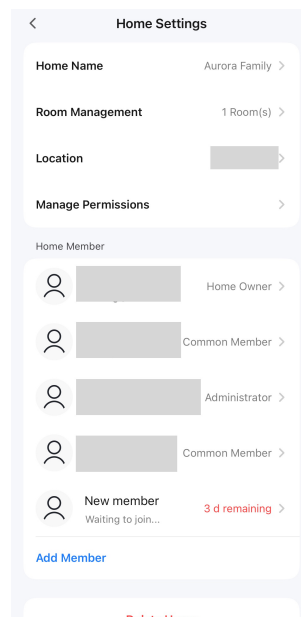 Home Settings
Home Name Aurora Family
Room Management 1 Room(s)
Location
Manage Permissions
Home Member
Home Owner
Common Member
Administrator
Common Member
New member
Waiting to join...
3 d remaining
Add Member